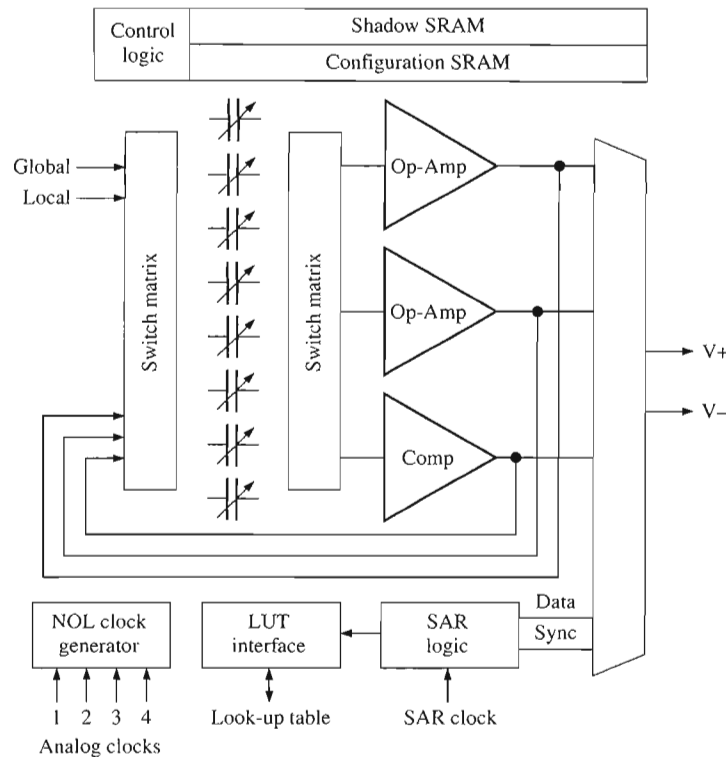 Control
logic
Shadow SRAM
Configuration SRAM
Global
Local
Switch matrix
Switch matrix
Op-Amp
Op-Amp
Comp
V+
V–
NOL clock
generator
LUT
interface
SAR
logic
Data
Sync
1 2 3 4
Analog clocks
Look-up table
SAR clock